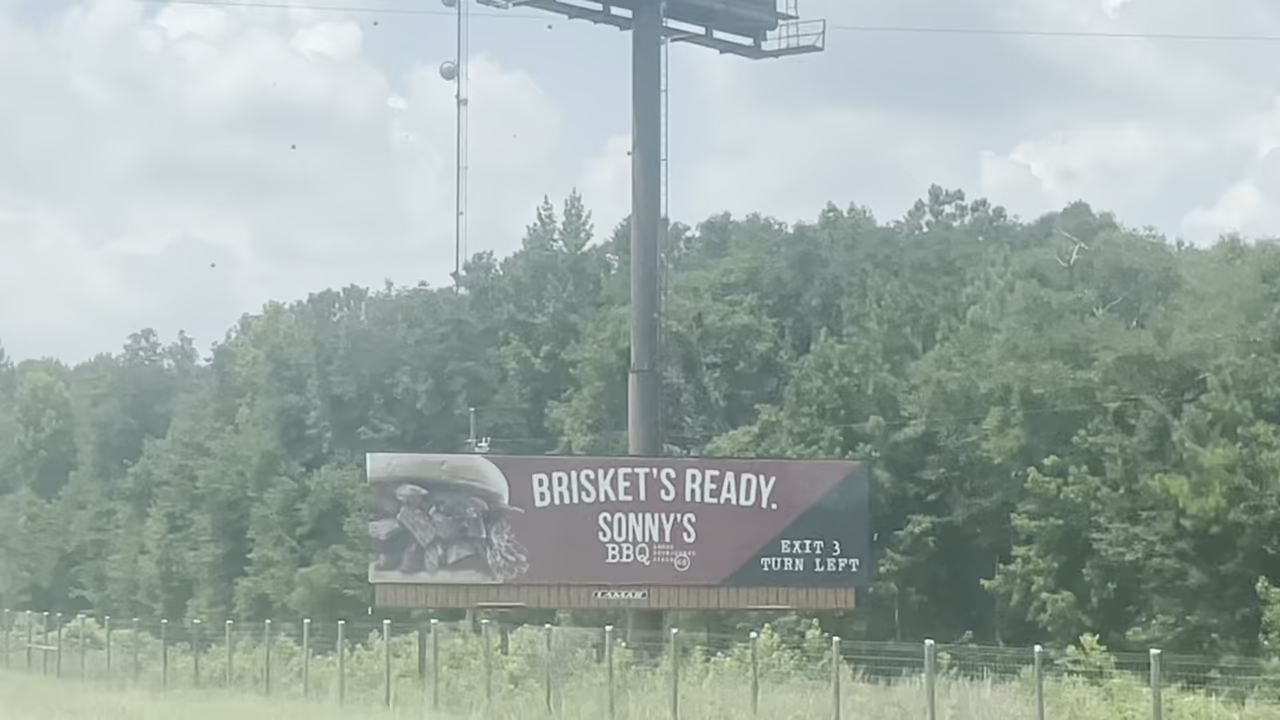 BRISKET'S READY.
SONNY'S
BBQ
EXIT 3
TURN LEFT
LAMAR